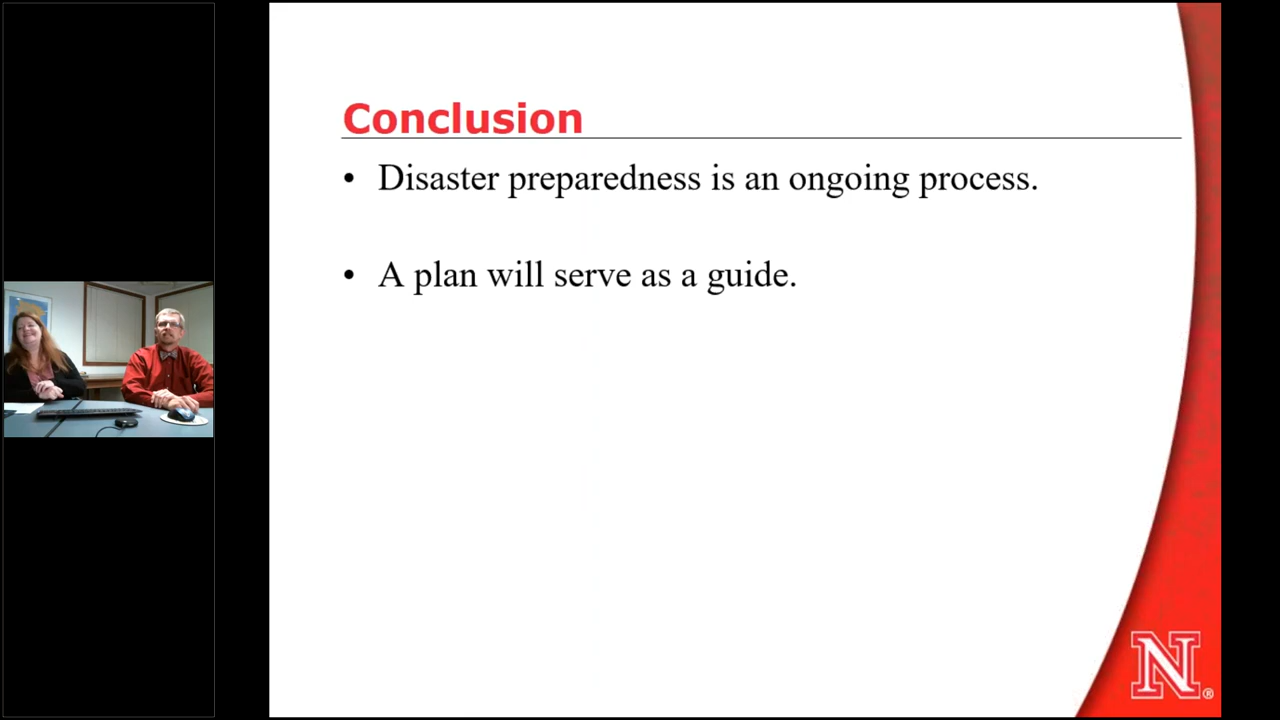 Conclusion
• Disaster preparedness is an ongoing process.
• A plan will serve as a guide.
N®